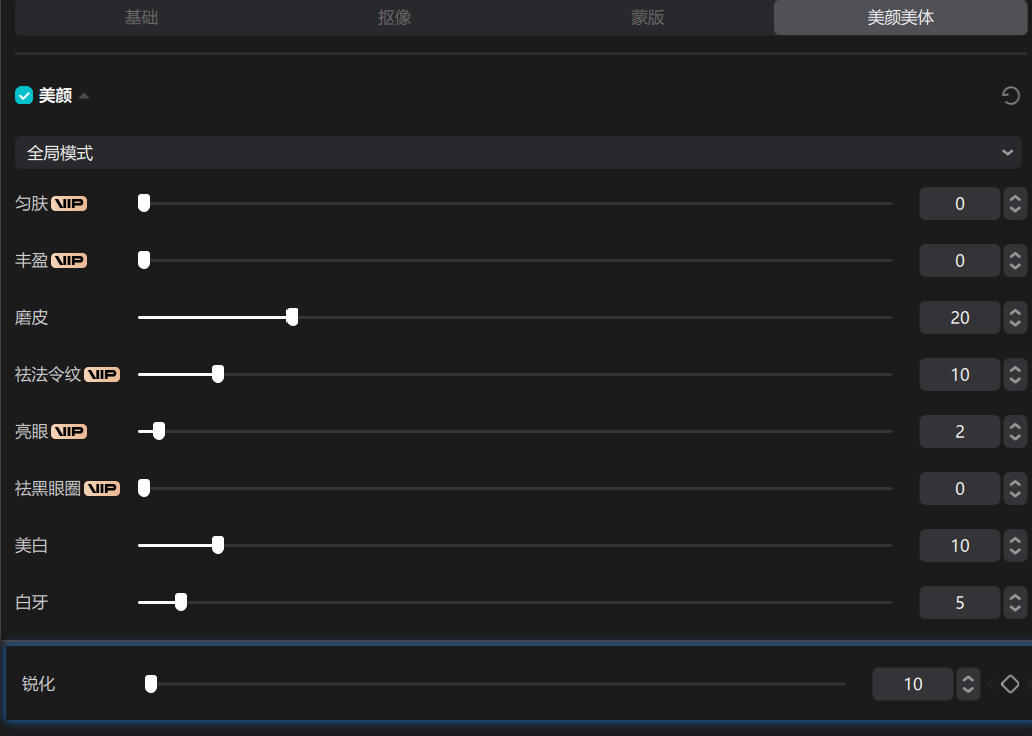 基础 抠像 蒙版 美颜美体
美颜
全局模式
匀肤 VIP 0
丰盈 VIP 0
磨皮 20
祛法令纹 VIP 10
亮眼 VIP 2
祛黑眼圈 VIP 0
美白 10
白牙 5
锐化 10